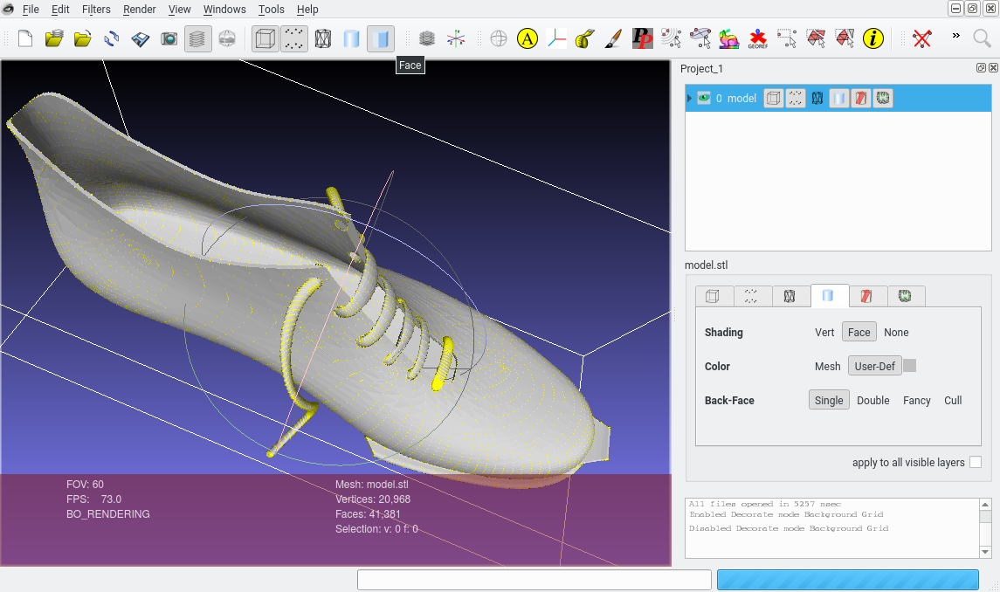 File Edit Filters Render View Windows Tools Help
A
PP
GEOREF
i
»
Face
Project_1
0 model
model.stl
Shading Vert Face None
Color Mesh User-Def
Back-Face Single Double Fancy Cull
apply to all visible layers
FOV: 60
FPS: 73.0
BO_RENDERING
Mesh: model.stl
Vertices: 20,968
Faces: 41,381
Selection: v: 0 f: 0
All files opened in 5257 msec
Enabled Decorate mode Background Grid
Disabled Decorate mode Background Grid